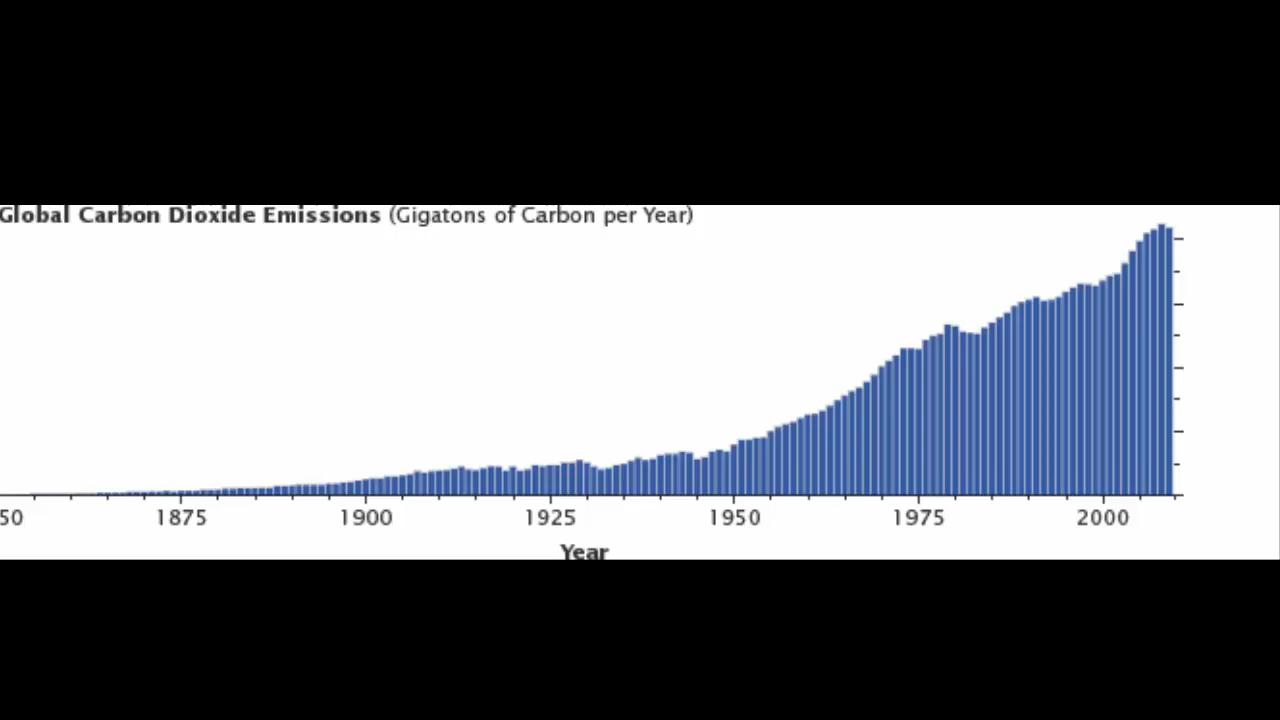 Global Carbon Dioxide Emissions (Gigatons of Carbon per Year)
50 1875 1900 1925 1950 1975 2000
Year